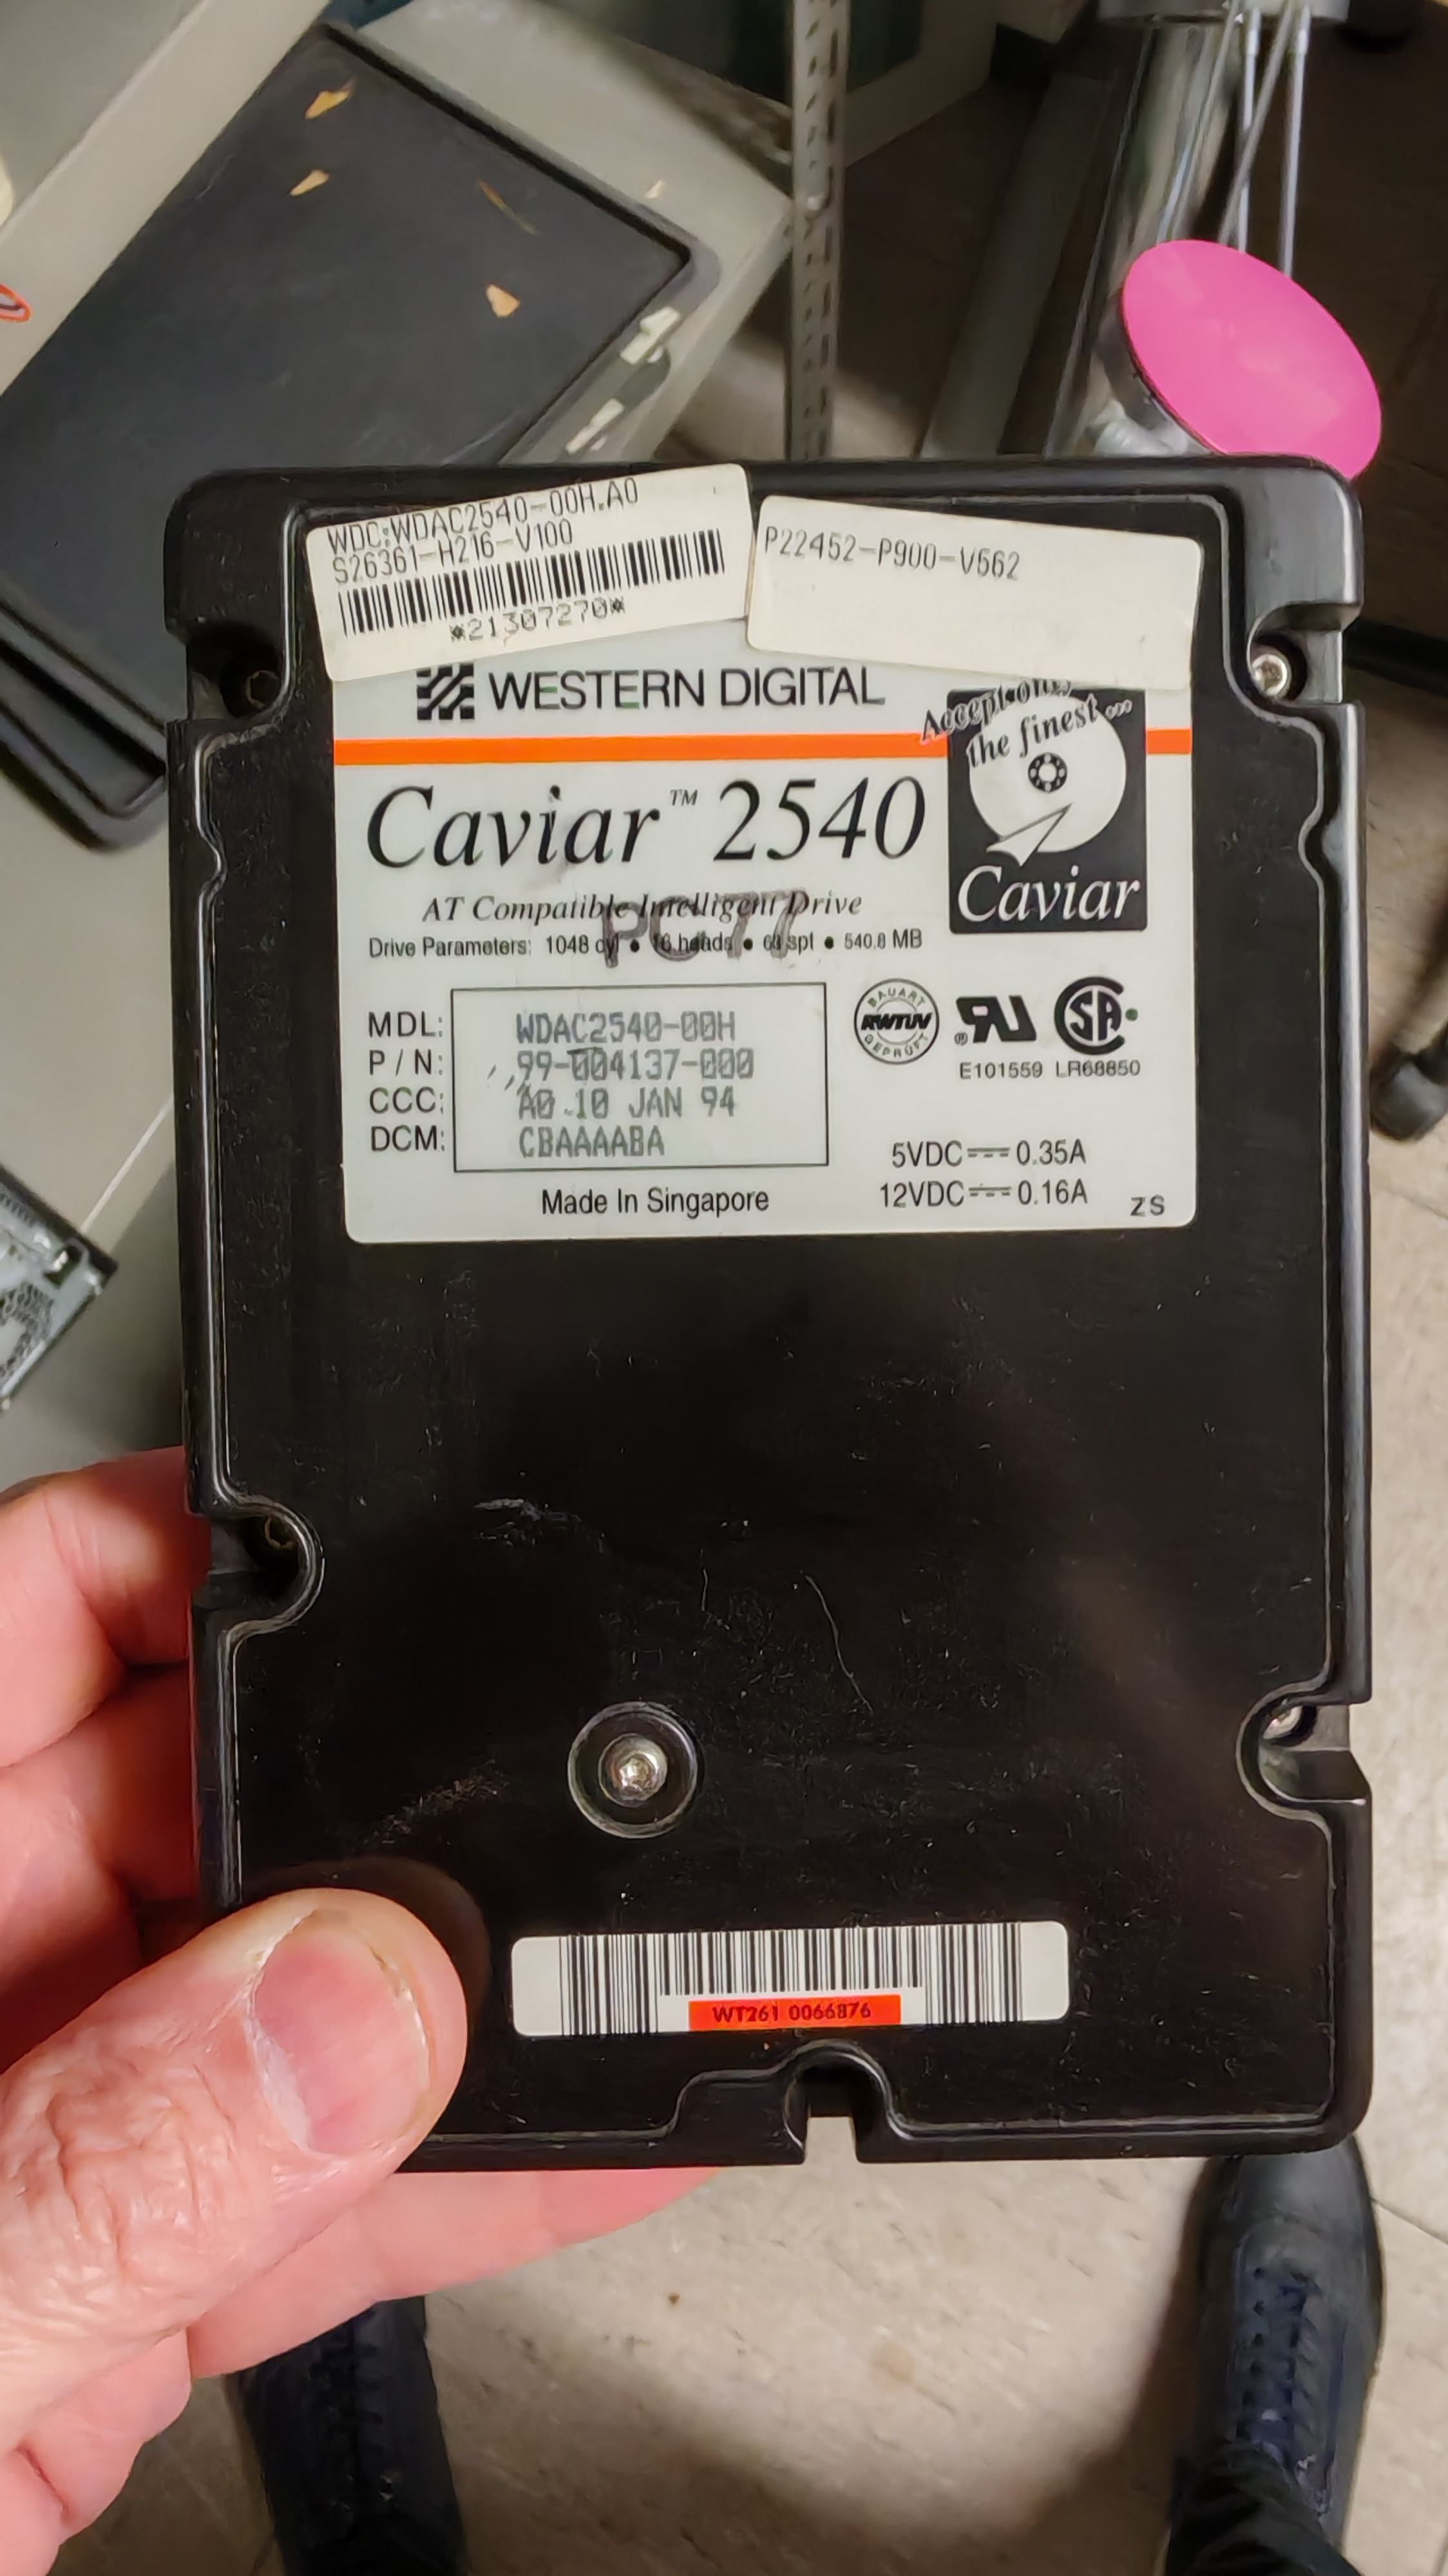 WDC:WDAC2540-00H.A0
S26361-H216-V100
*21307270*
P22452-P900-V562
WESTERN DIGITAL
Accept only
the finest ...
Caviar™ 2540
Caviar
AT Compatible Intelligent Drive
PC77
Drive Parameters: 1048 cyl • 16 heads • 63 spt • 540.8 MB
MDL: WDAC2540-00H
P/N: 99-004137-000
CCC: A0 10 JAN 94
DCM: CBAAAABA
BAUART
RWTÜV
GEPRÜFT
E101559 LR68850
5VDC 0.35A
12VDC 0.16A
Made In Singapore
ZS
WT261 0066876